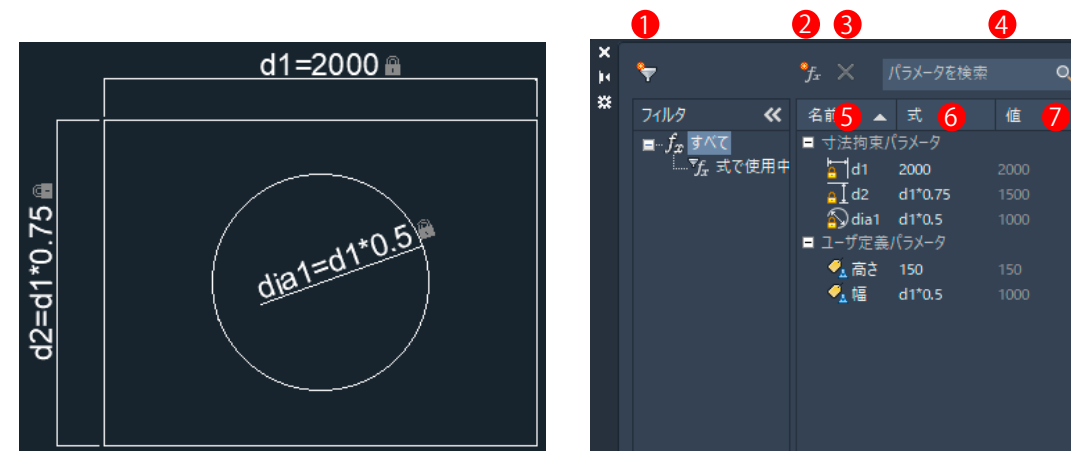 d1=2000
d2=d1*0.75
dia1=d1*0.5
1
2 3
4
fx
パラメータを検索
フィルタ
fx すべて
fx 式で使用中
名前 5 式 6 値 7
寸法拘束パラメータ
d1 2000 2000
d2 d1*0.75 1500
dia1 d1*0.5 1000
ユーザ定義パラメータ
高さ 150 150
幅 d1*0.5 1000